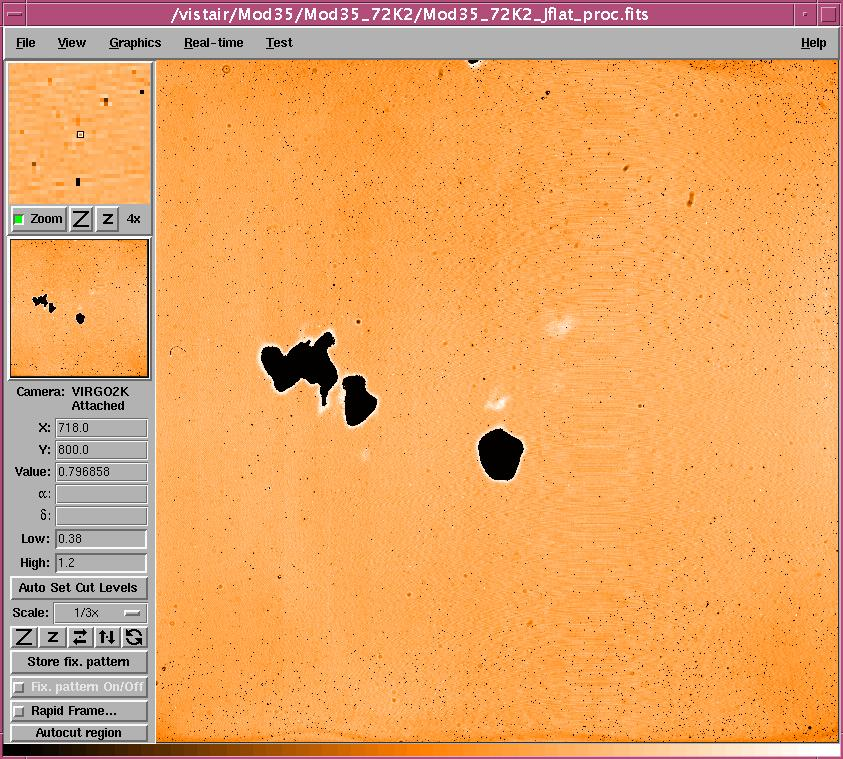 /vistair/Mod35/Mod35_72K2/Mod35_72K2_Jflat_proc.fits
File View Graphics Real-time Test Help
Zoom Z z 4x
Camera: VIRGO2K
Attached
X: 718.0
Y: 800.0
Value: 0.796858
α:
δ:
Low: 0.38
High: 1.2
Auto Set Cut Levels
Scale: 1/3x
Z z
Store fix. pattern
Fix. pattern On/Off
Rapid Frame...
Autocut region